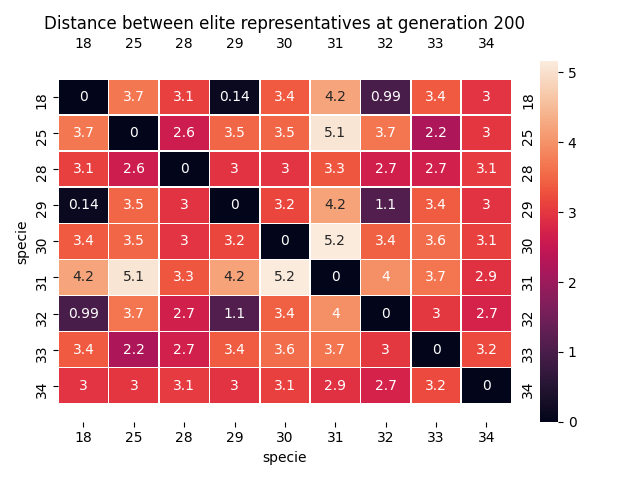 Distance between elite representatives at generation 200
18 25 28 29 30 31 32 33 34
18 0 3.7 3.1 0.14 3.4 4.2 0.99 3.4 3 18
25 3.7 0 2.6 3.5 3.5 5.1 3.7 2.2 3 25
28 3.1 2.6 0 3 3 3.3 2.7 2.7 3.1 28
29 0.14 3.5 3 0 3.2 4.2 1.1 3.4 3 29
30 3.4 3.5 3 3.2 0 5.2 3.4 3.6 3.1 30
31 4.2 5.1 3.3 4.2 5.2 0 4 3.7 2.9 31
32 0.99 3.7 2.7 1.1 3.4 4 0 3 2.7 32
33 3.4 2.2 2.7 3.4 3.6 3.7 3 0 3.2 33
34 3 3 3.1 3 3.1 2.9 2.7 3.2 0 34
18 25 28 29 30 31 32 33 34
specie
specie
5
4
3
2
1
0